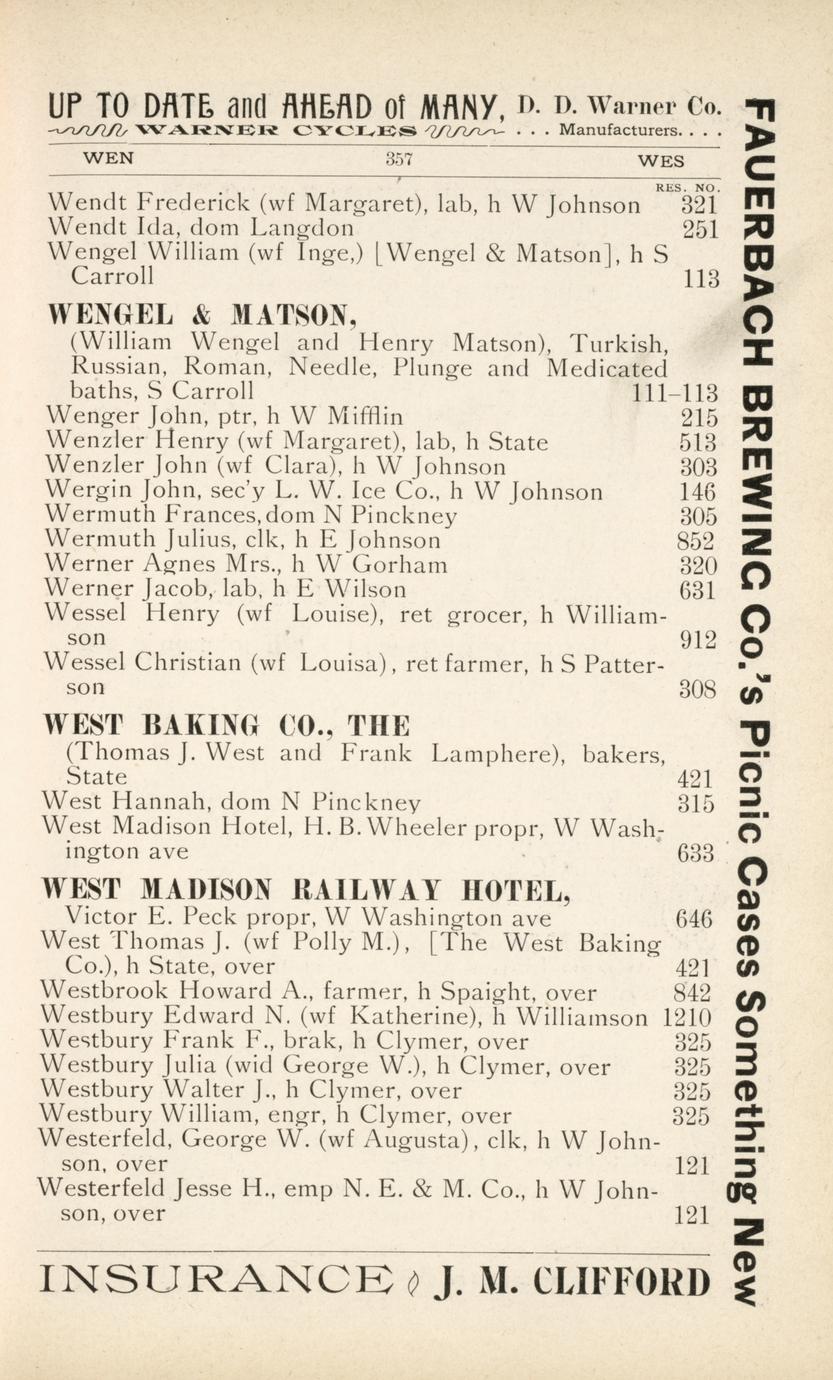 UP TO DATE and AHEAD of MANY, D. D. Warner Co.
WARNER CYCLES . . . Manufacturers. . . .
WEN 357 WES
RES. NO.
Wendt Frederick (wf Margaret), lab, h W Johnson 321
Wendt Ida, dom Langdon 251
Wengel William (wf Inge,) [Wengel & Matson], h S
Carroll 113
WENGEL & MATSON,
(William Wengel and Henry Matson), Turkish,
Russian, Roman, Needle, Plunge and Medicated
baths, S Carroll 111–113
Wenger John, ptr, h W Mifflin 215
Wenzler Henry (wf Margaret), lab, h State 513
Wenzler John (wf Clara), h W Johnson 303
Wergin John, sec'y L. W. Ice Co., h W Johnson 146
Wermuth Frances, dom N Pinckney 305
Wermuth Julius, clk, h E Johnson 852
Werner Agnes Mrs., h W Gorham 320
Werner Jacob, lab, h E Wilson 631
Wessel Henry (wf Louise), ret grocer, h William-
son 912
Wessel Christian (wf Louisa), ret farmer, h S Patter-
son 308
WEST BAKING CO., THE
(Thomas J. West and Frank Lamphere), bakers,
State 421
West Hannah, dom N Pinckney 315
West Madison Hotel, H. B. Wheeler propr, W Wash-
ington ave 633
WEST MADISON RAILWAY HOTEL,
Victor E. Peck propr, W Washington ave 646
West Thomas J. (wf Polly M.), [The West Baking
Co.), h State, over 421
Westbrook Howard A., farmer, h Spaight, over 842
Westbury Edward N. (wf Katherine), h Williamson 1210
Westbury Frank F., brak, h Clymer, over 325
Westbury Julia (wid George W.), h Clymer, over 325
Westbury Walter J., h Clymer, over 325
Westbury William, engr, h Clymer, over 325
Westerfeld, George W. (wf Augusta), clk, h W John-
son, over 121
Westerfeld Jesse H., emp N. E. & M. Co., h W John-
son, over 121
INSURANCE J. M. CLIFFORD
FAUERBACH BREWING Co.'s Picnic Cases Something New